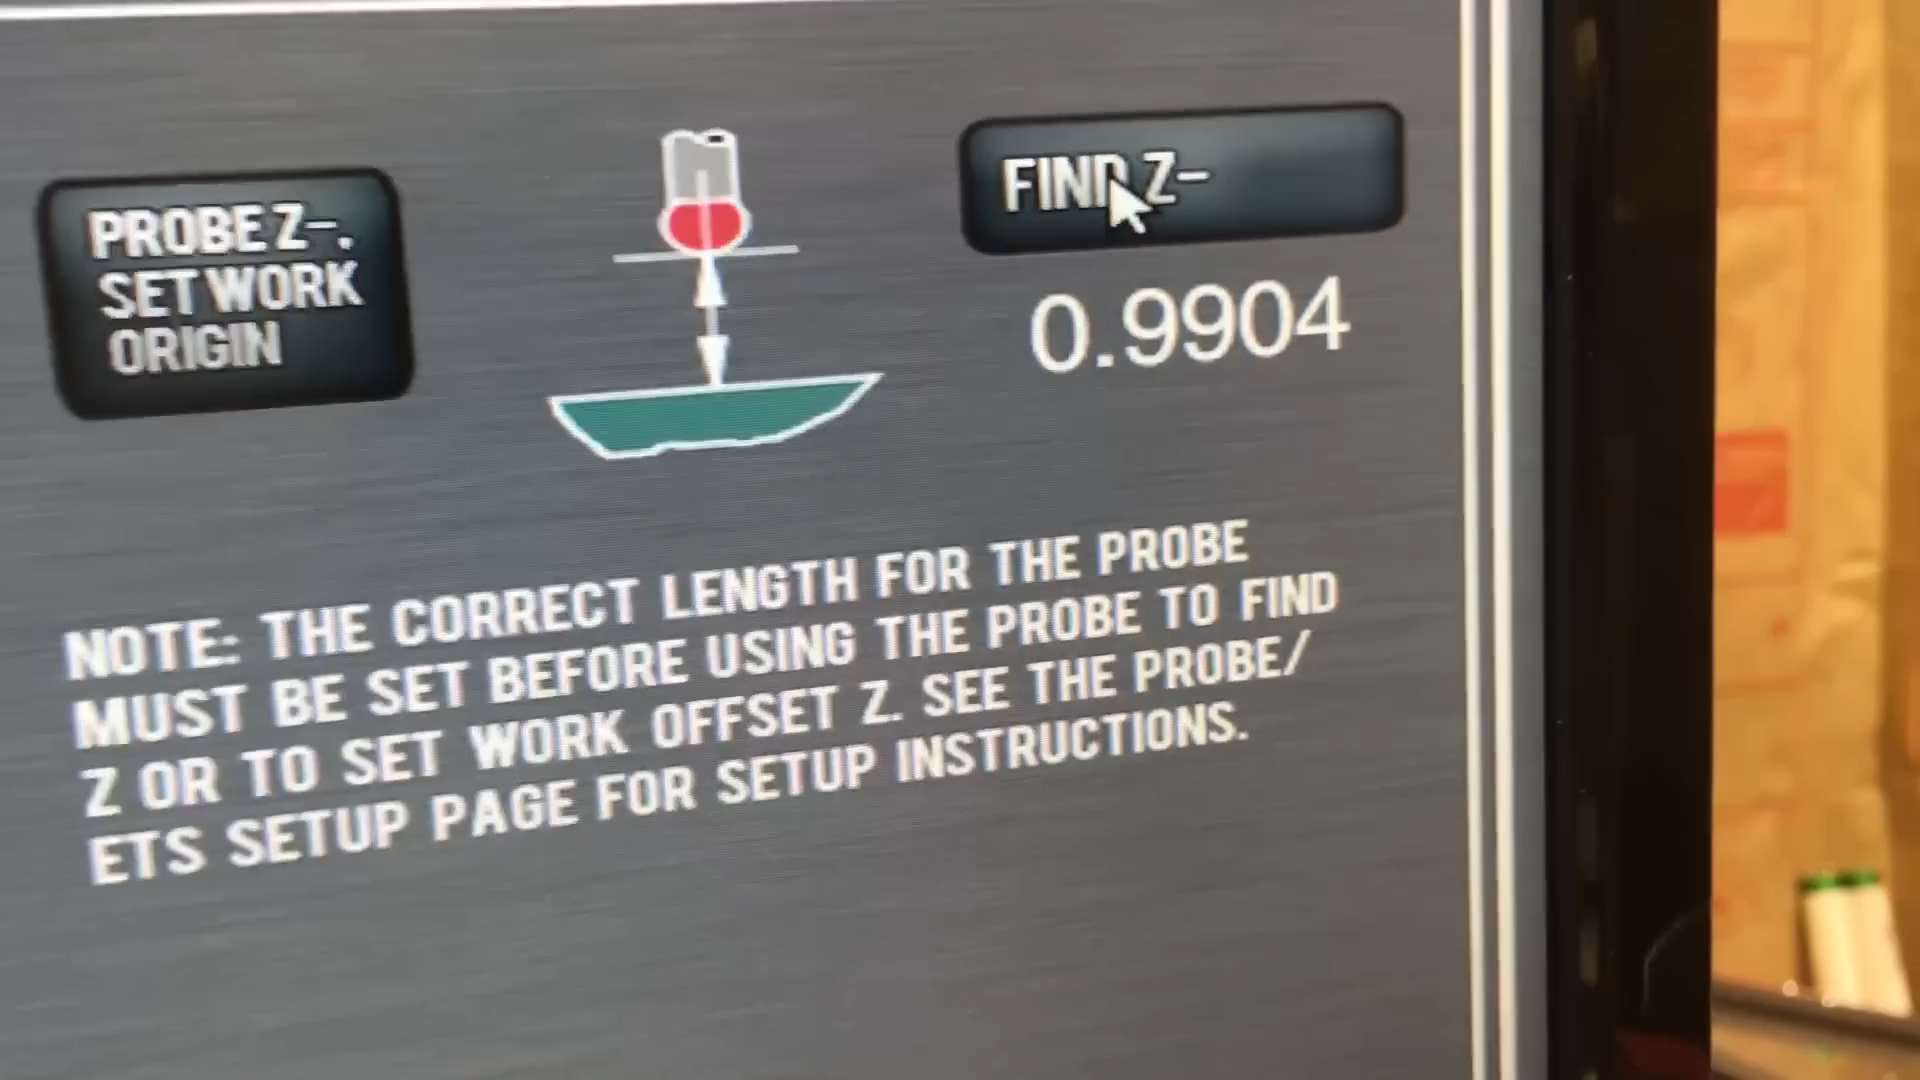 PROBE Z-,
SET WORK
ORIGIN
FIND Z-
0.9904
NOTE: THE CORRECT LENGTH FOR THE PROBE
MUST BE SET BEFORE USING THE PROBE TO FIND
Z OR TO SET WORK OFFSET Z. SEE THE PROBE/
ETS SETUP PAGE FOR SETUP INSTRUCTIONS.